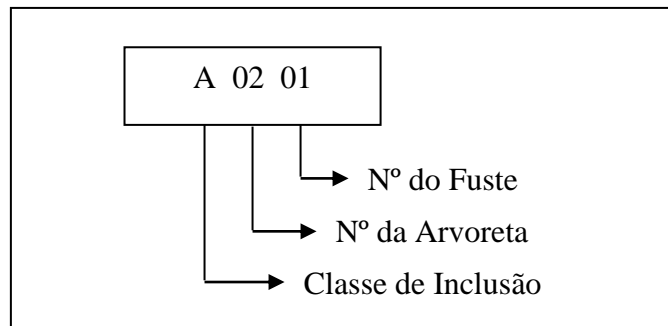 A 02 01
Nº do Fuste
Nº da Arvoreta
Classe de Inclusão